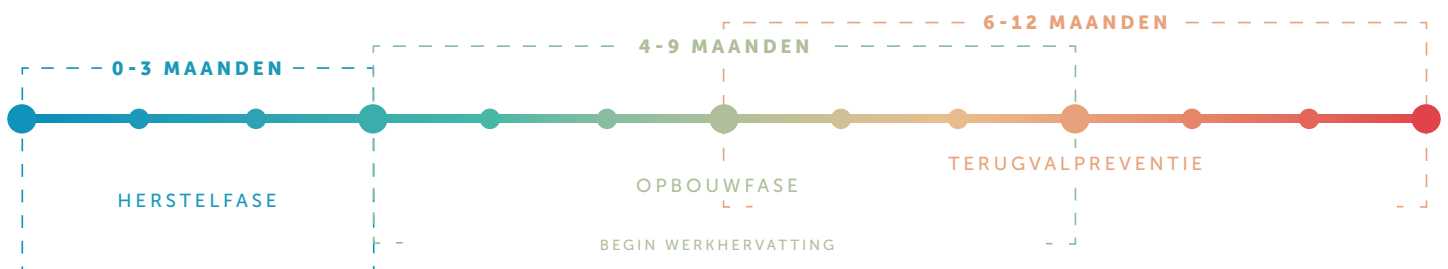 6-12 MAANDEN
4-9 MAANDEN
0-3 MAANDEN
TERUGVALPREVENTIE
OPBOUWFASE
HERSTELFASE
BEGIN WERKHERVATTING